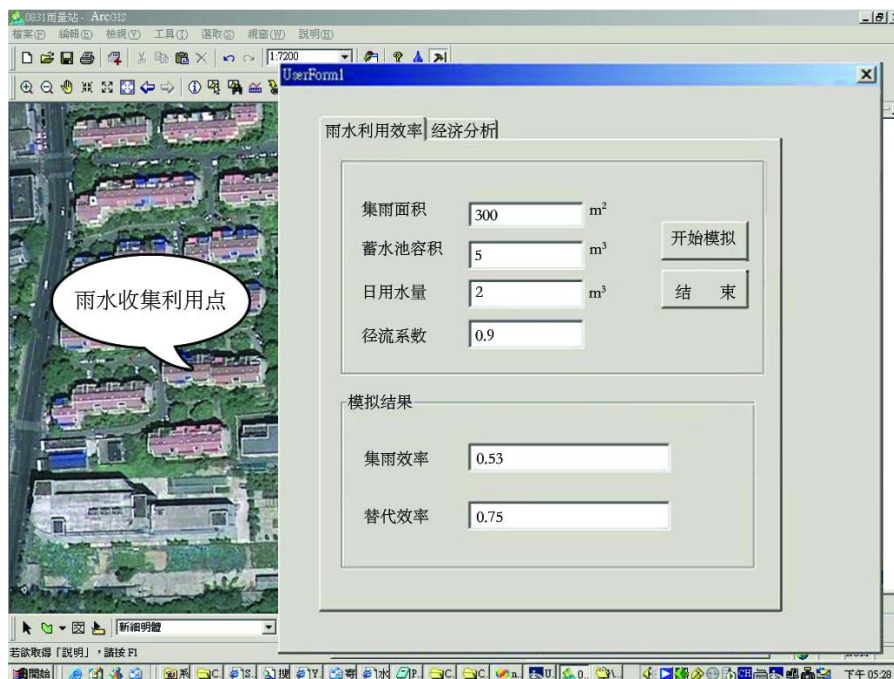 0831雨量站 - ArcGIS
檔案(F) 編輯(E) 檢視(V) 工具(T) 選取(S) 視窗(W) 說明(H)
1:7200
UserForm1
雨水利用效率 经济分析
集雨面积 300 m²
蓄水池容积 5 m³
开始模拟
日用水量 2 m³
结 束
径流系数 0.9
雨水收集利用点
模拟结果
集雨效率 0.53
替代效率 0.75
新細明體
若欲取得「說明」，請按 F1
開始
下午 05:28